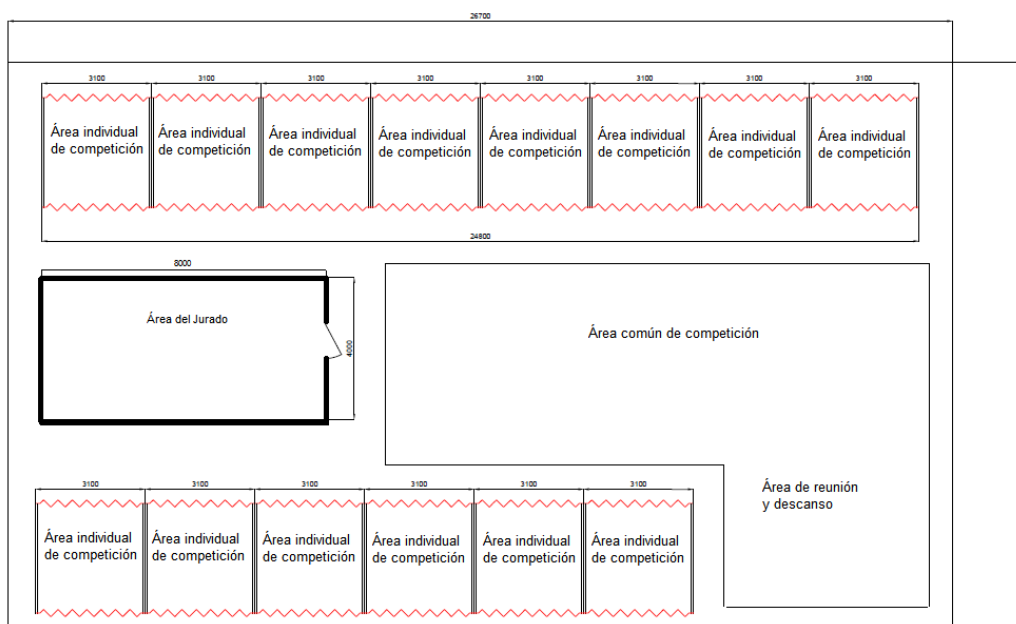 26700
3100 3100 3100 3100 3100 3100 3100 3100
Área individual
de competición
Área individual
de competición
Área individual
de competición
Área individual
de competición
Área individual
de competición
Área individual
de competición
Área individual
de competición
Área individual
de competición
24800
8000
Área del Jurado
4000
Área común de competición
Área de reunión
y descanso
3100 3100 3100 3100 3100 3100
Área individual
de competición
Área individual
de competición
Área individual
de competición
Área individual
de competición
Área individual
de competición
Área individual
de competición